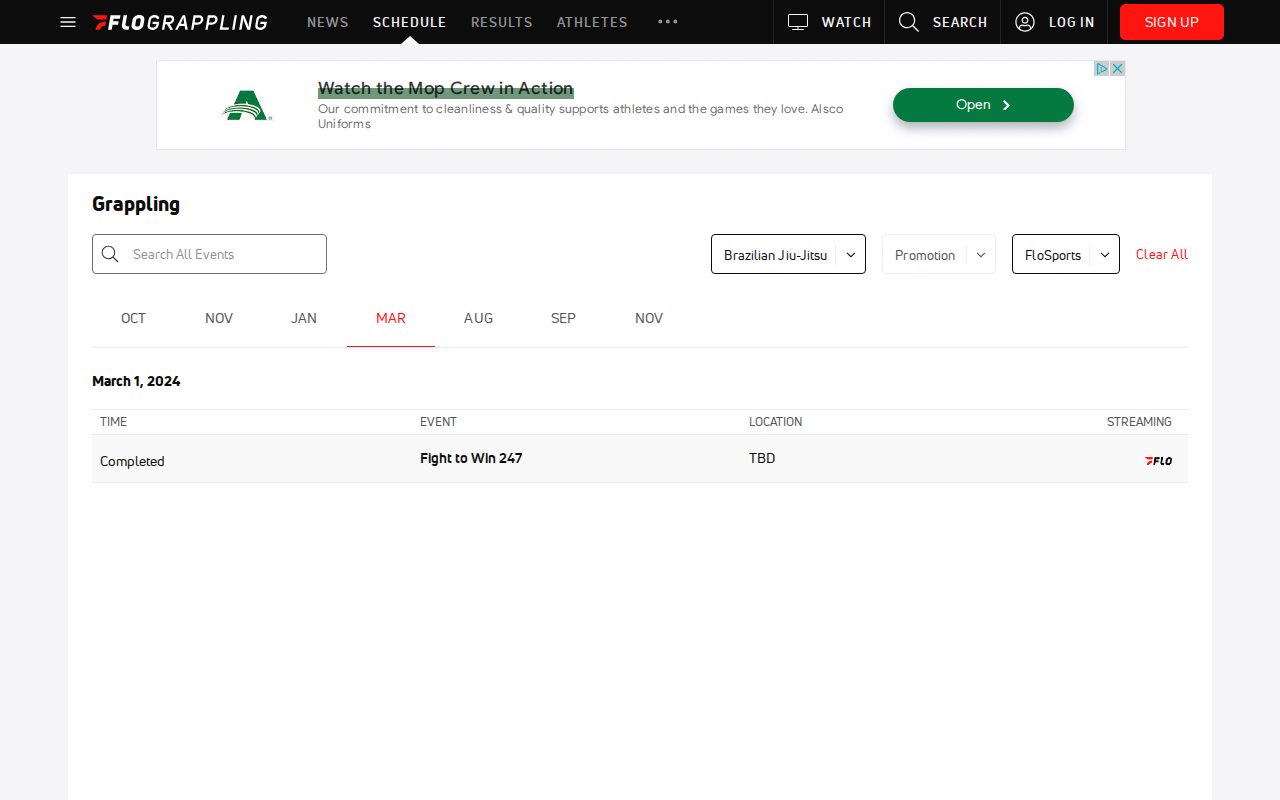 FLOGRAPPLING NEWS SCHEDULE RESULTS ATHLETES WATCH SEARCH LOG IN SIGN UP
Watch the Mop Crew in Action
Our commitment to cleanliness & quality supports athletes and the games they love. Alsco
Uniforms
Open
Grappling
Search All Events Brazilian Jiu-Jitsu Promotion FloSports Clear All
OCT NOV JAN MAR AUG SEP NOV
March 1, 2024
TIME EVENT LOCATION STREAMING
Completed Fight to Win 247 TBD FLO